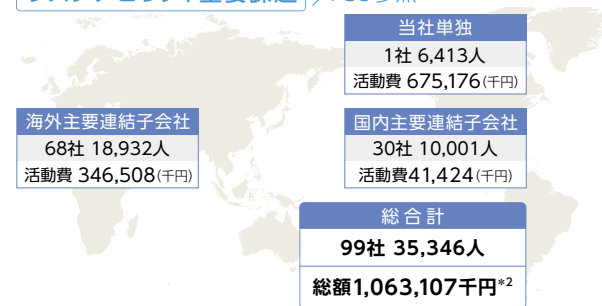 当社単独
1社 6,413人
活動費 675,176(千円)
海外主要連結子会社
68社 18,932人
活動費 346,508(千円)
国内主要連結子会社
30社 10,001人
活動費41,424(千円)
総合計
99社 35,346人
総額1,063,107千円*2